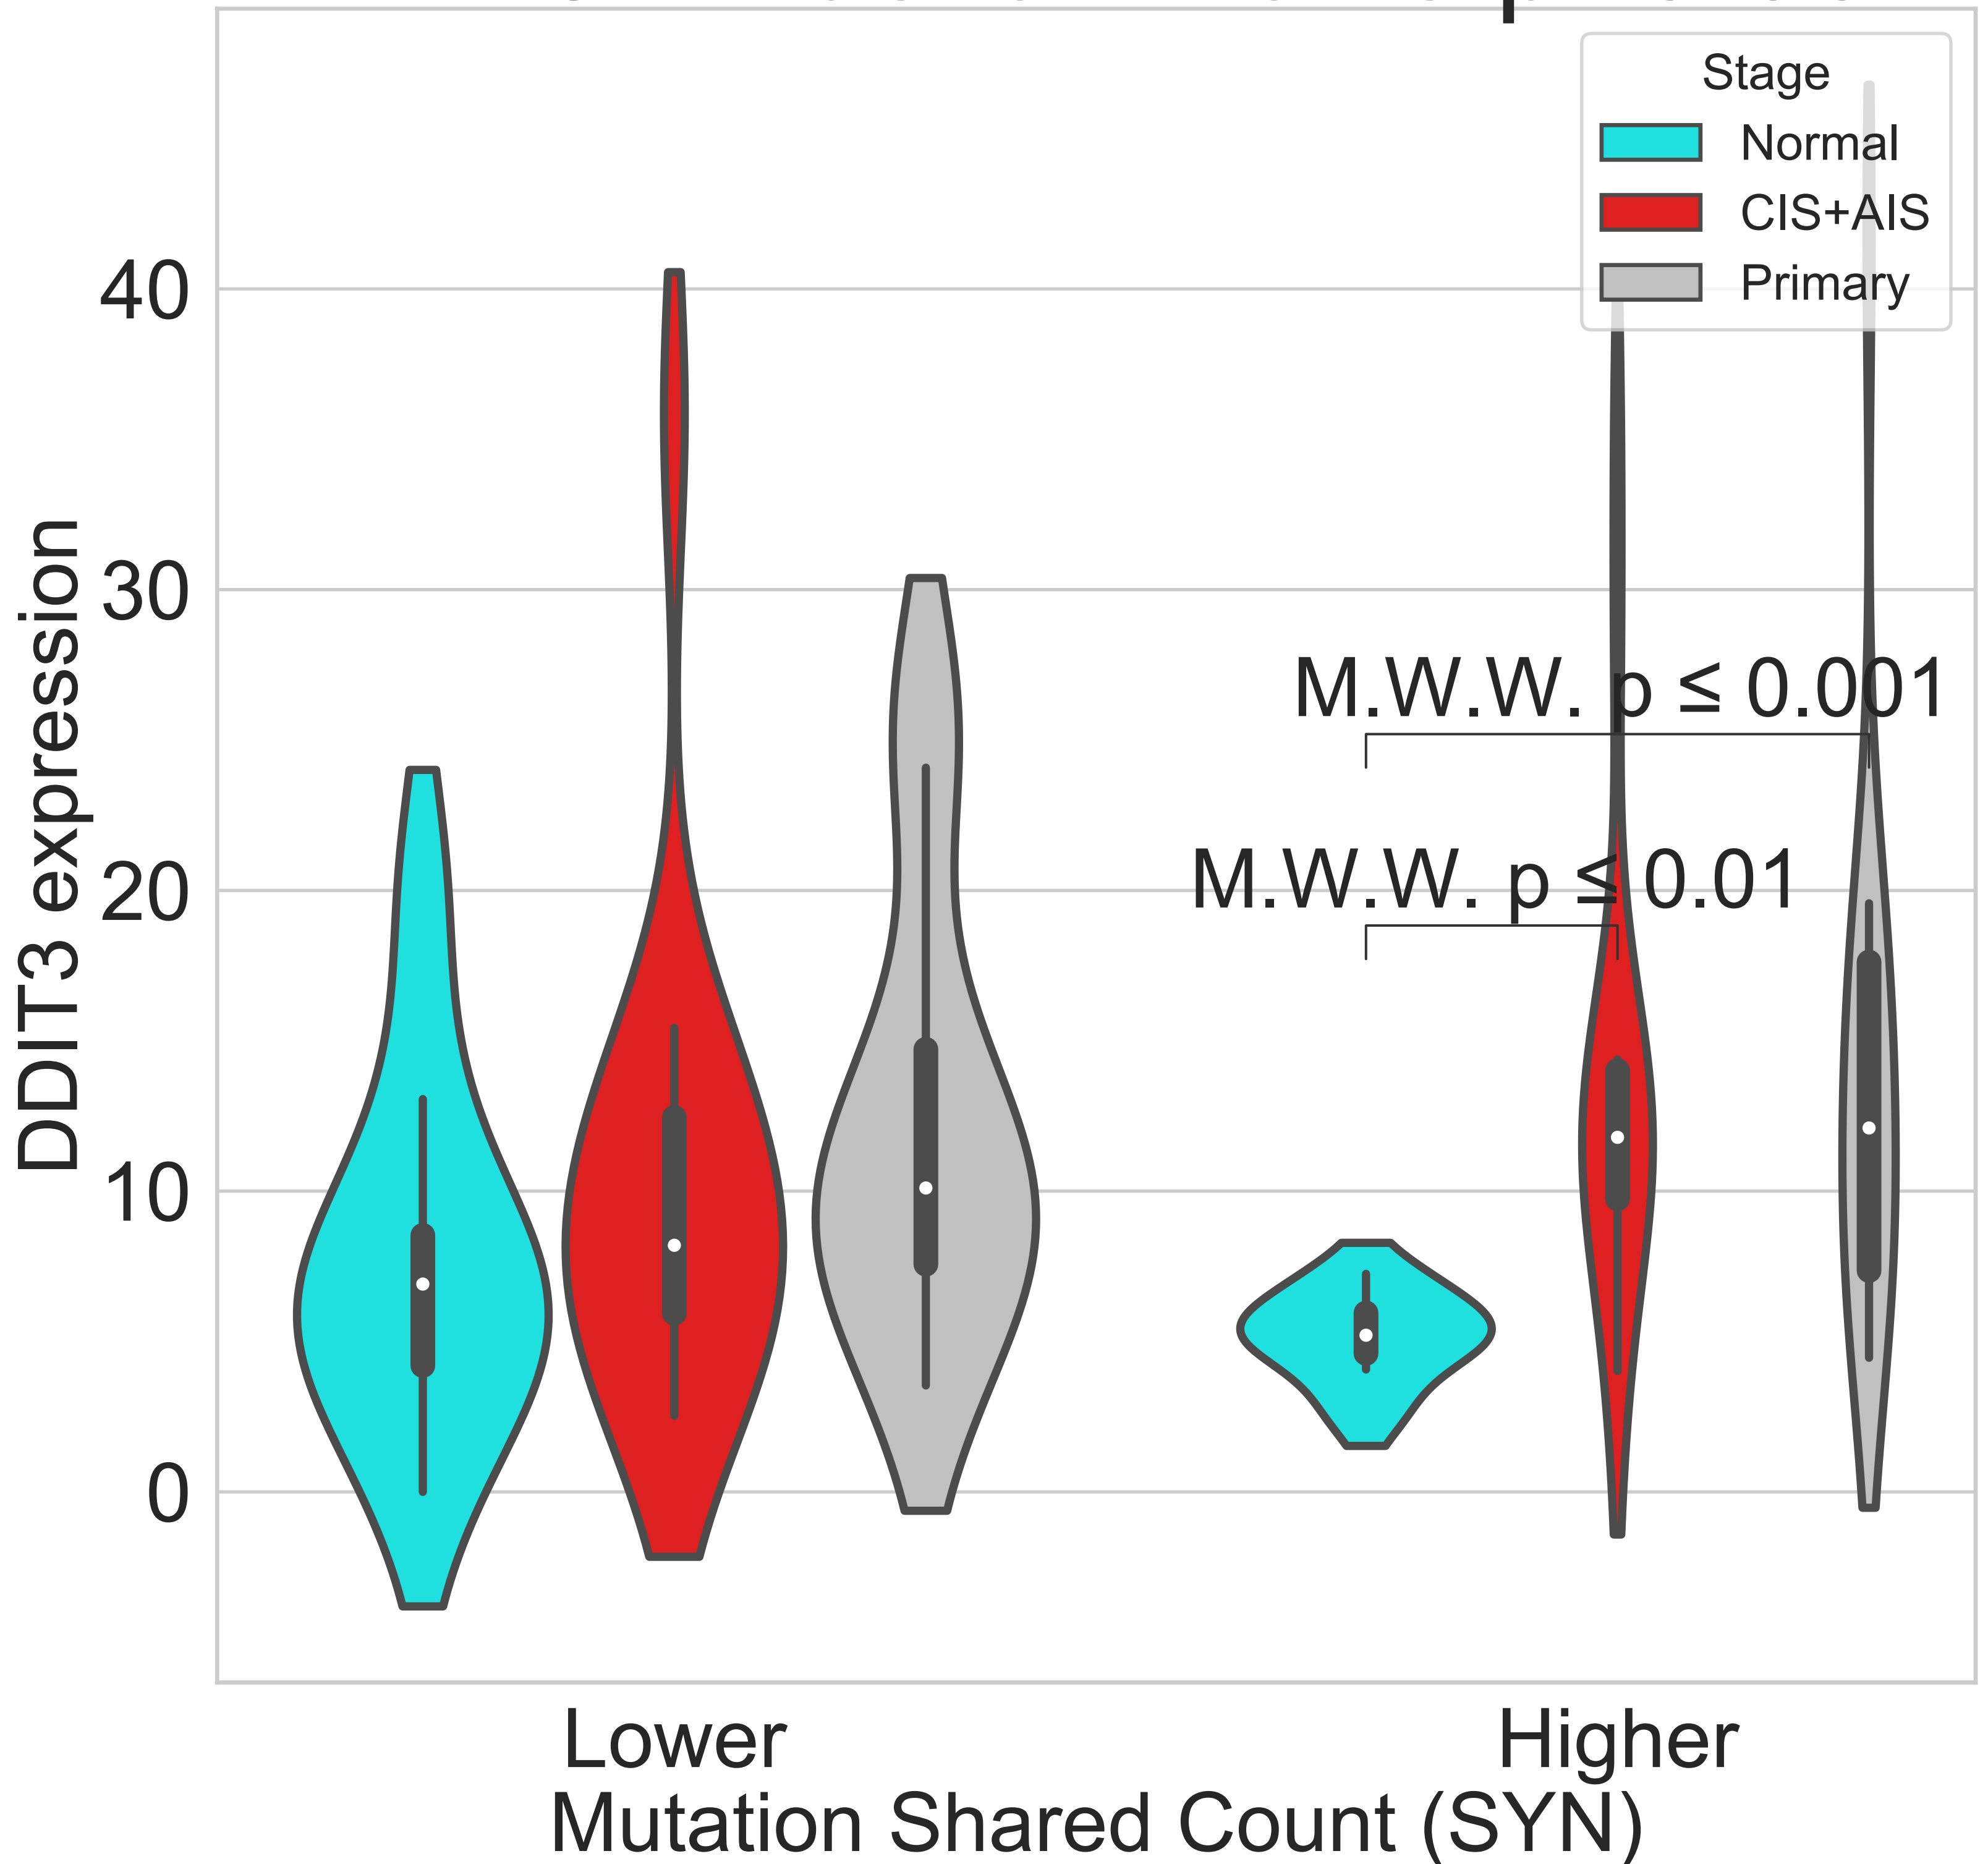 Stage
Normal
CIS+AIS
Primary
40
30
20
10
0
DDIT3 expression
M.W.W. p ≤ 0.001
M.W.W. p ≤ 0.01
Lower
Higher
Mutation Shared Count (SYN)